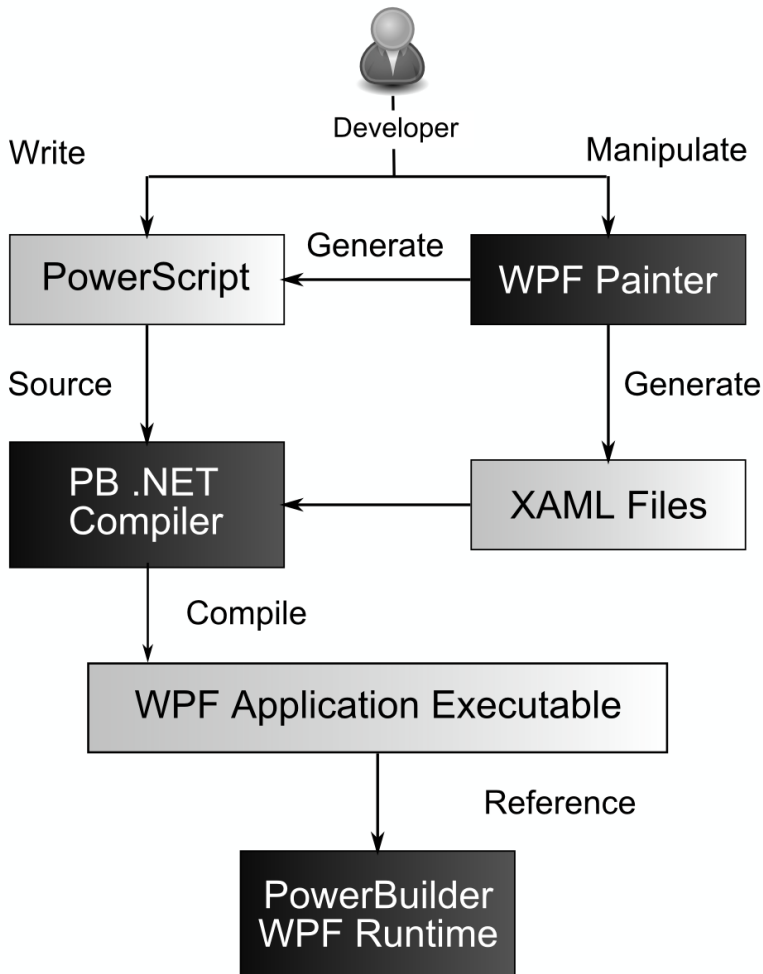 Developer
Write
Manipulate
Generate
PowerScript
WPF Painter
Source
Generate
PB .NET
Compiler
XAML Files
Compile
WPF Application Executable
Reference
PowerBuilder
WPF Runtime